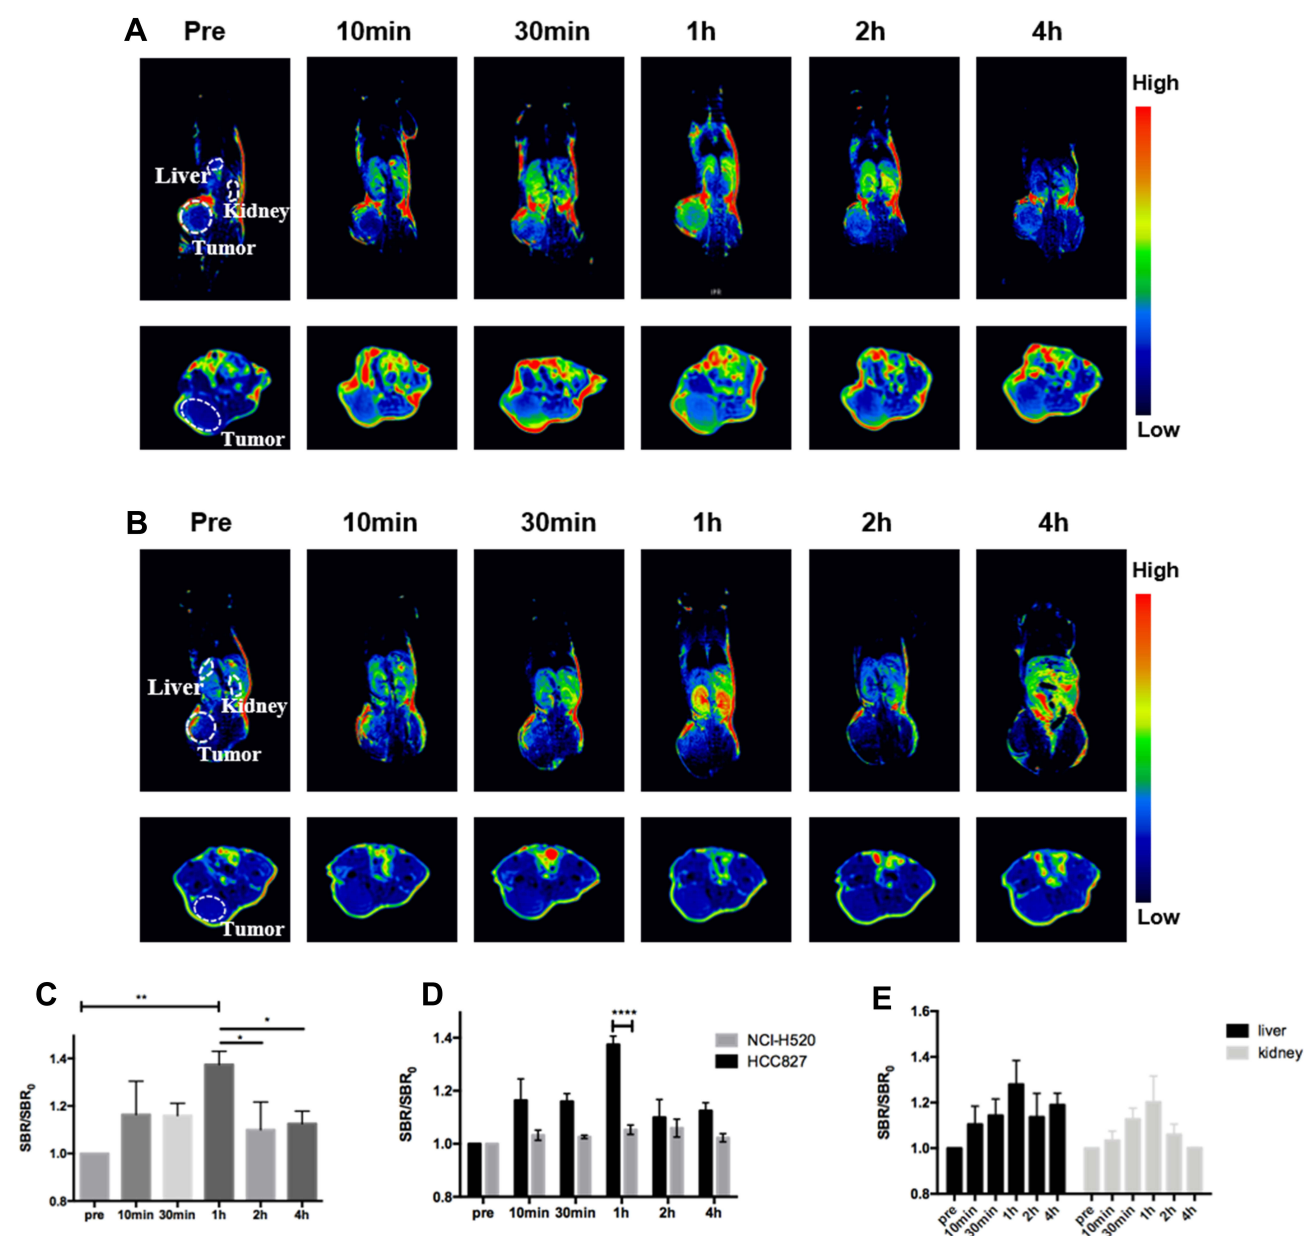 A Pre 10min 30min 1h 2h 4h
High
Liver
Kidney
Tumor
Tumor
Low
B Pre 10min 30min 1h 2h 4h
High
Liver
Kidney
Tumor
Tumor
Low
C
**
*
*
SBR/SBR0
1.4
1.2
1.0
0.8
pre 10min 30min 1h 2h 4h
D
****
NCI-H520
HCC827
SBR/SBR0
1.4
1.2
1.0
0.8
pre 10min 30min 1h 2h 4h
E
liver
kidney
SBR/SBR0
1.6
1.4
1.2
1.0
0.8
pre 10min 30min 1h 2h 4h pre 10min 30min 1h 2h 4h